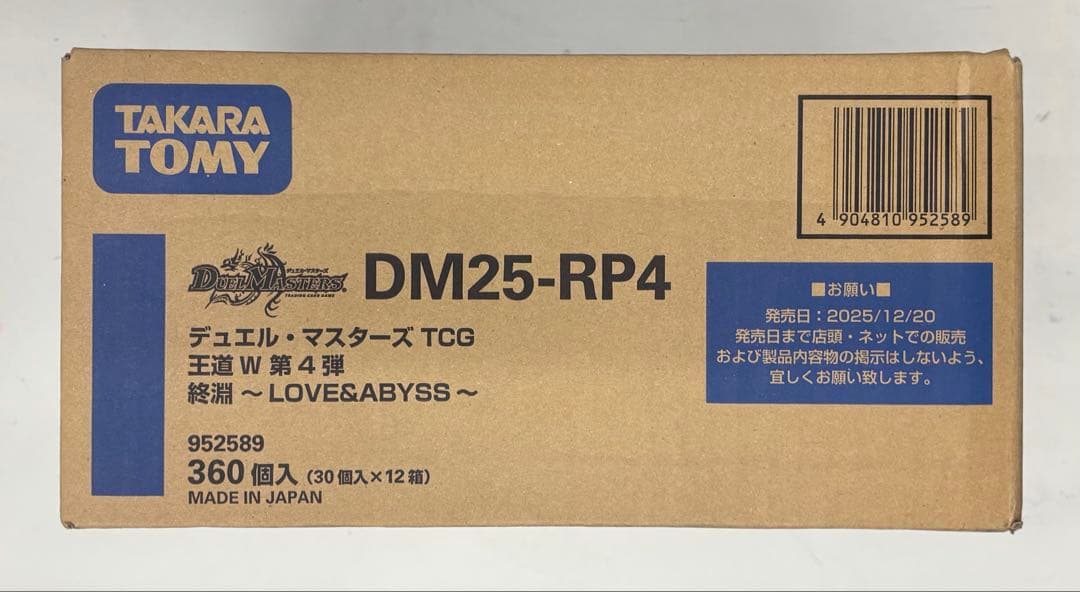 TAKARA
TOMY
4 904810 952589
デュエル・マスターズ
DUEL MASTERS
TRADING CARD GAME
DM25-RP4
デュエル・マスターズ TCG
王道 W 第 4 弾
終淵 ～ LOVE&ABYSS ～
952589
360 個入（30 個入×12 箱）
MADE IN JAPAN
■お願い■
発売日：2025/12/20
発売日まで店頭・ネットでの販売
および製品内容物の掲示はしないよう、
宜しくお願い致します。